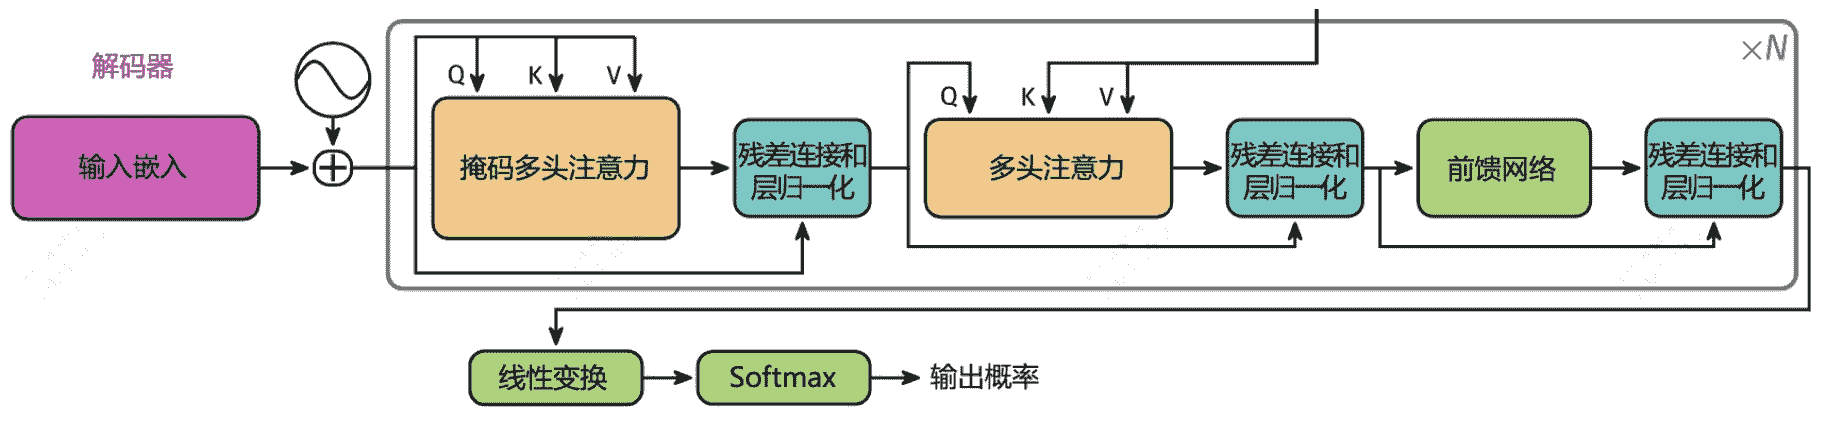 解码器
×N
Q K V
Q K V
输入嵌入
掩码多头注意力
残差连接和
层归一化
多头注意力
残差连接和
层归一化
前馈网络
残差连接和
层归一化
线性变换
Softmax
输出概率